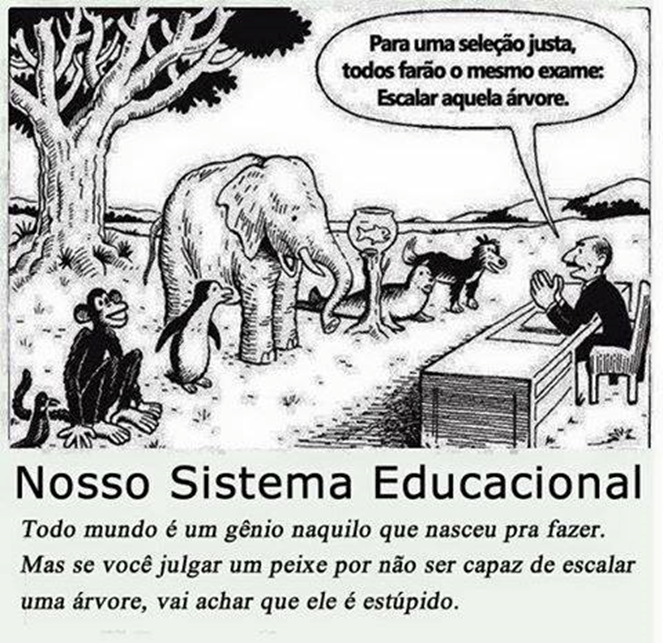 Para uma seleção justa,
todos farão o mesmo exame:
Escalar aquela árvore.
Nosso Sistema Educacional
Todo mundo é um gênio naquilo que nasceu pra fazer.
Mas se você julgar um peixe por não ser capaz de escalar
uma árvore, vai achar que ele é estúpido.